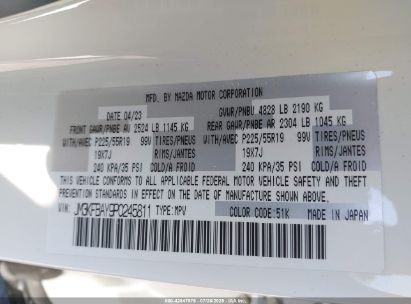 MFD. BY MAZDA MOTOR CORPORATION
DATE 04/23 GVWR/PNBV 4828 LB 2190 KG
FRONT GAWR/PNBE AV 2524 LB 1145 KG REAR GAWR/PNBE AR 2304 LB 1045 KG
WITH/AVEC P225/55R19 99V TIRES/PNEUS WITH/AVEC P225/55R19 99V TIRES/PNEUS
19X7J RIMS/JANTES 19X7J RIMS/JANTES
240 KPA/35 PSI COLD/A FROID 240 KPA/35 PSI COLD/A FROID
THIS VEHICLE CONFORMS TO ALL APPLICABLE FEDERAL MOTOR VEHICLE SAFETY AND THEFT
PREVENTION STANDARDS IN EFFECT ON THE DATE OF MANUFACTURE SHOWN ABOVE.
VIN: TYPE: MPV COLOR CODE: 51K MADE IN JAPAN